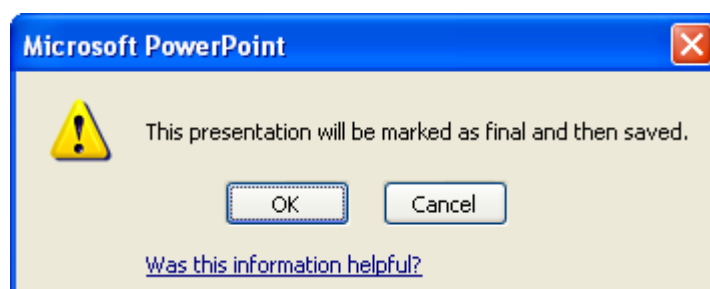 Microsoft PowerPoint
This presentation will be marked as final and then saved.
OK Cancel
Was this information helpful?